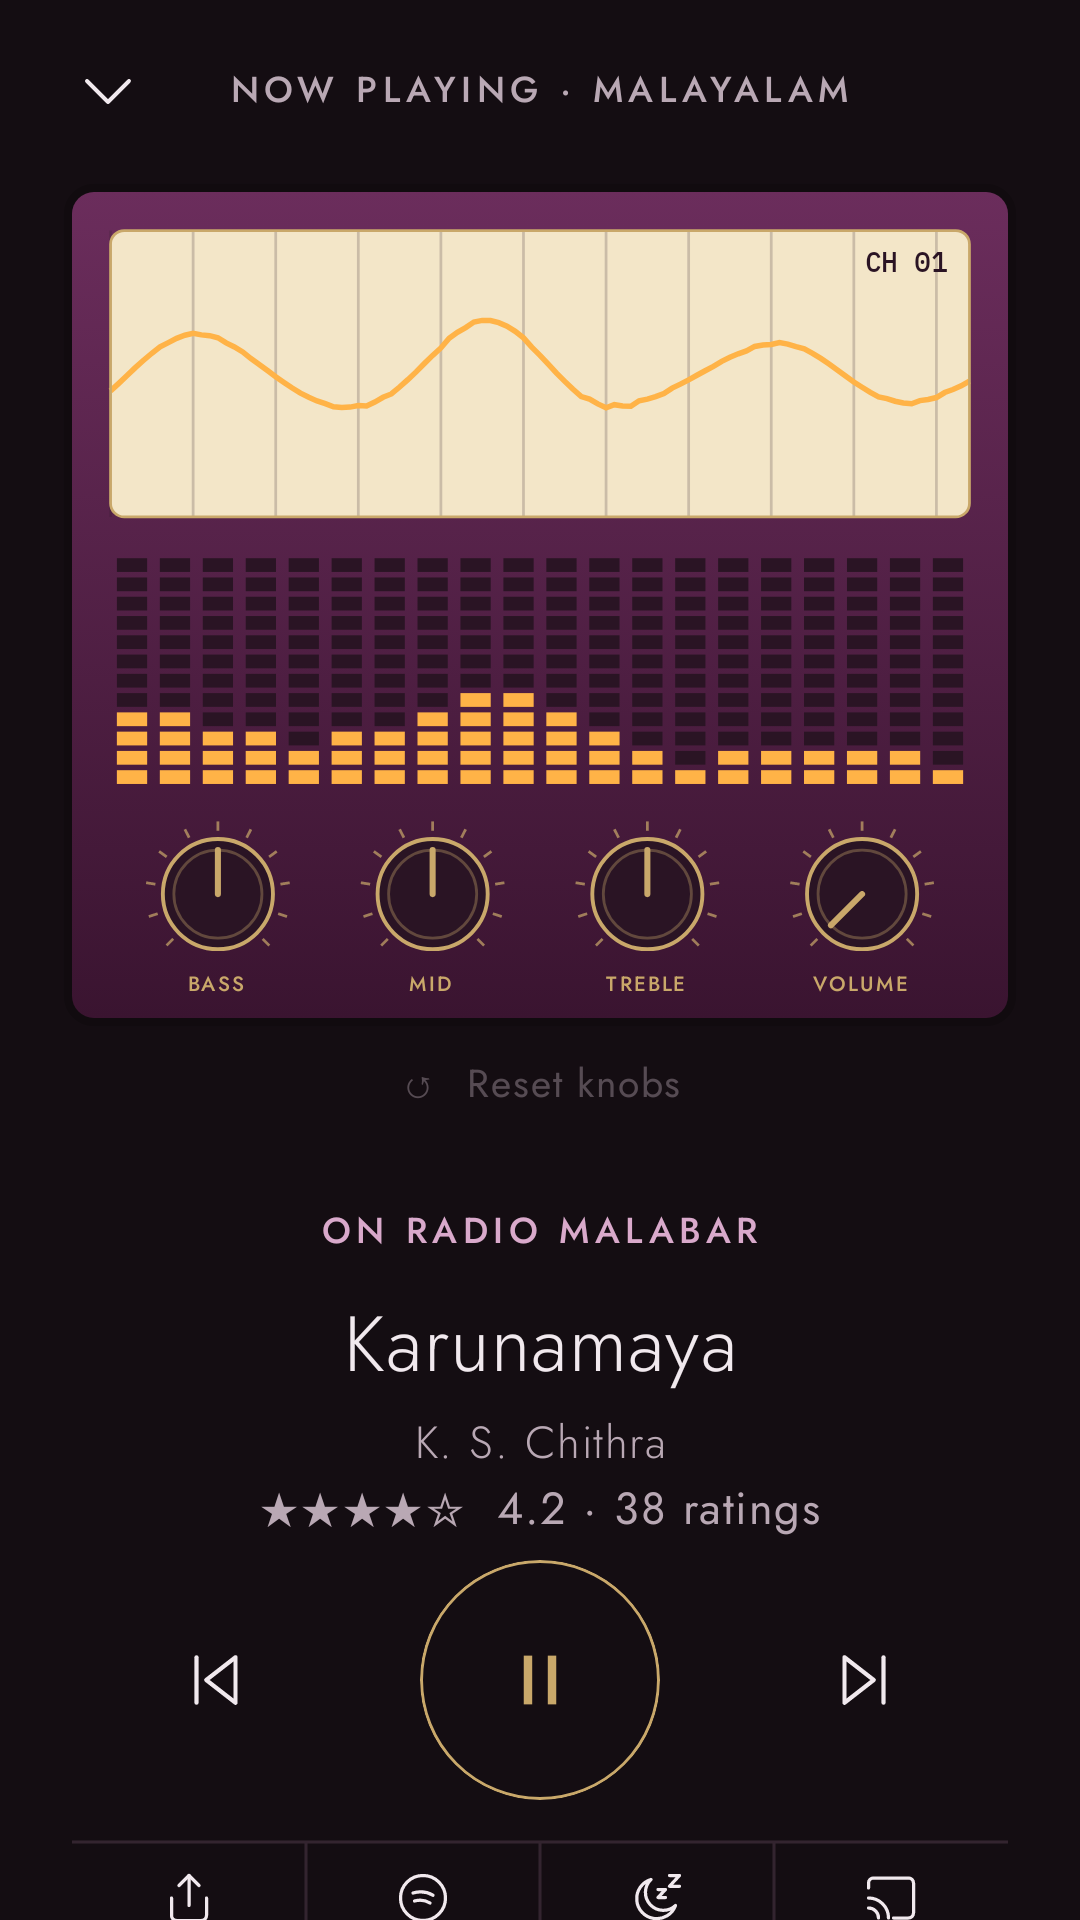 NOW PLAYING · MALAYALAM
CH 01
BASS MID TREBLE VOLUME
Reset knobs
ON RADIO MALABAR
Karunamaya
K. S. Chithra
★★★★☆ 4.2 · 38 ratings